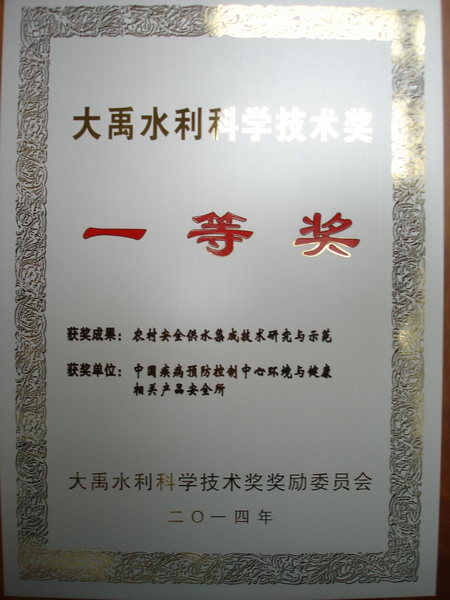 大禹水利科学技术奖
一等奖
获奖成果：农村安全供水集成技术研究与示范
获奖单位：中国疾病预防控制中心环境与健康
相关产品安全所
大禹水利科学技术奖奖励委员会
二〇一四年